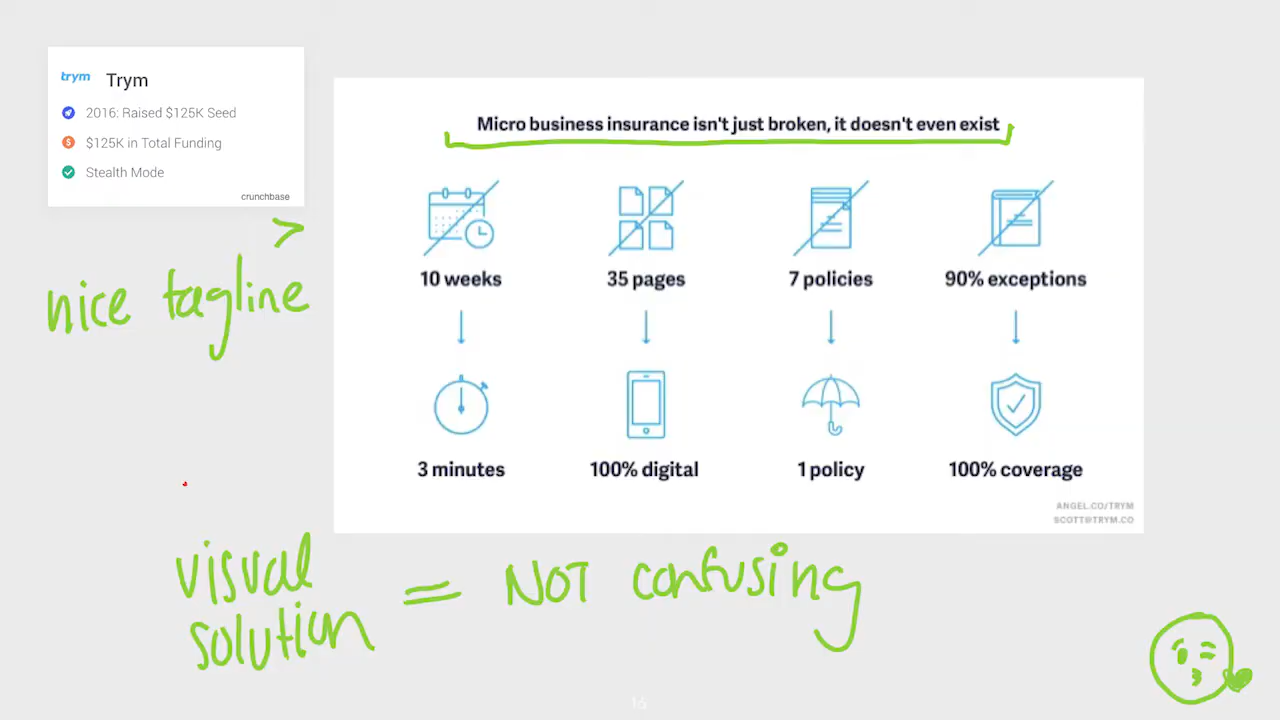 trym Trym
2016: Raised $125K Seed
$125K in Total Funding
Stealth Mode
crunchbase
nice tagline
Micro business insurance isn't just broken, it doesn't even exist
10 weeks 35 pages 7 policies 90% exceptions
3 minutes 100% digital 1 policy 100% coverage
ANGEL.CO/TRYM
SCOTT@TRYM.CO
visual
solution = NOT confusing
16